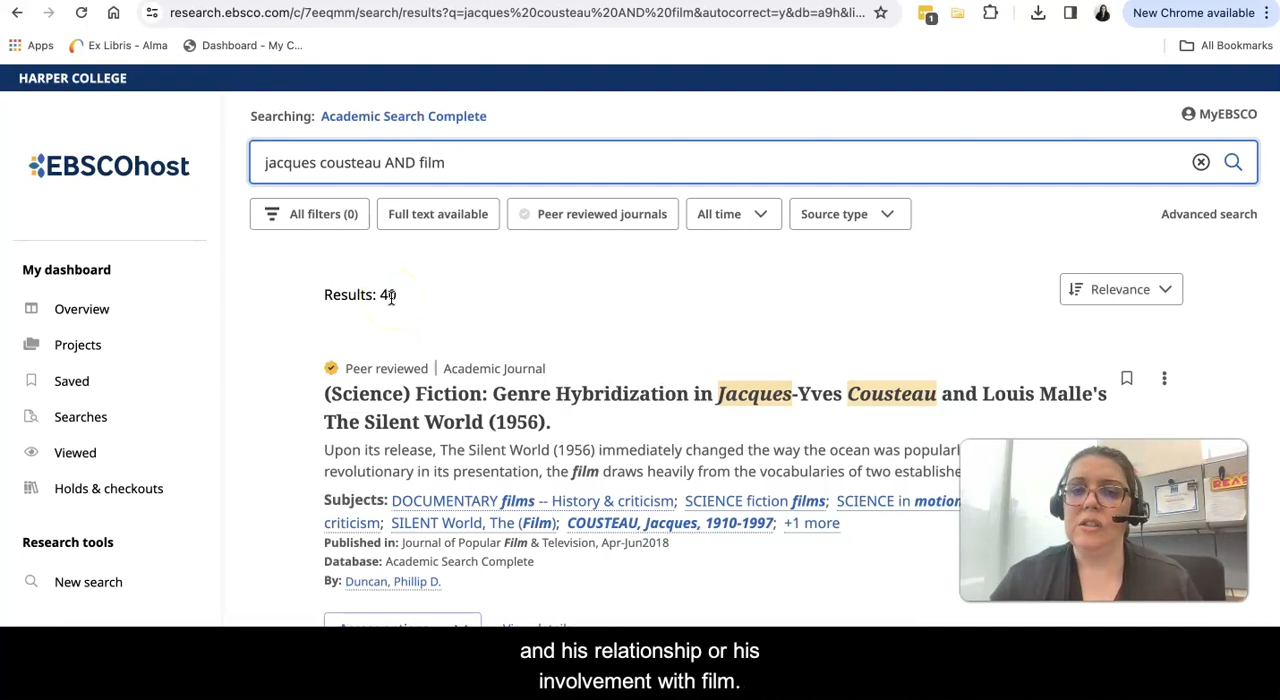 research.ebsco.com/c/7eeqmm/search/results?q=jacques%20cousteau%20AND%20film&autocorrect=y&db=a9h&li...
1
New Chrome available
Apps
Ex Libris - Alma
Dashboard - My C...
All Bookmarks
HARPER COLLEGE
Searching: Academic Search Complete
MyEBSCO
EBSCOhost
jacques cousteau AND film
All filters (0)
Full text available
Peer reviewed journals
All time
Source type
Advanced search
My dashboard
Overview
Projects
Saved
Searches
Viewed
Holds & checkouts
Research tools
New search
Results:
Relevance
Peer reviewed | Academic Journal
(Science) Fiction: Genre Hybridization in Jacques-Yves Cousteau and Louis Malle's
The Silent World (1956).
Upon its release, The Silent World (1956) immediately changed the way the ocean was popularl
revolutionary in its presentation, the film draws heavily from the vocabularies of two establishe
Subjects: DOCUMENTARY films -- History & criticism; SCIENCE fiction films; SCIENCE in motion
criticism; SILENT World, The (Film); COUSTEAU, Jacques, 1910-1997; +1 more
Published in: Journal of Popular Film & Television, Apr-Jun2018
Database: Academic Search Complete
By: Duncan, Phillip D.
and his relationship or his
involvement with film.